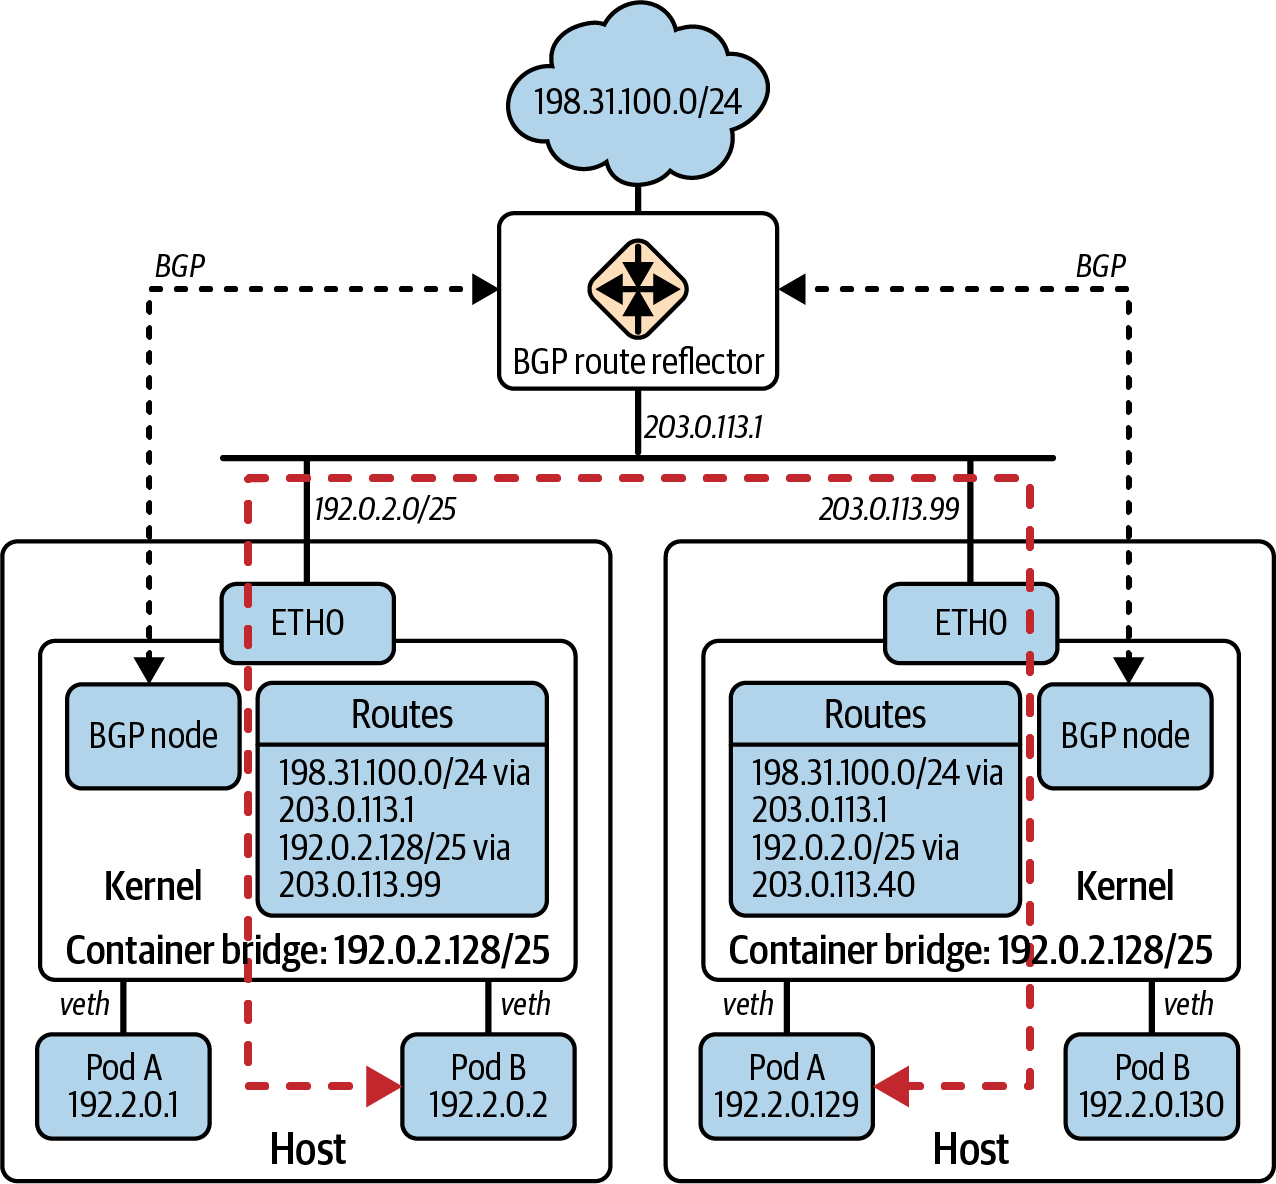 198.31.100.0/24
BGP
BGP
BGP route reflector
203.0.113.1
192.0.2.0/25
203.0.113.99
ETH0
BGP node
Routes
198.31.100.0/24 via
203.0.113.1
192.0.2.128/25 via
203.0.113.99
Kernel
Container bridge: 192.0.2.128/25
veth
veth
Pod A
192.2.0.1
Pod B
192.2.0.2
Host
ETH0
Routes
198.31.100.0/24 via
203.0.113.1
192.0.2.0/25 via
203.0.113.40
BGP node
Kernel
Container bridge: 192.0.2.128/25
veth
veth
Pod A
192.2.0.129
Pod B
192.2.0.130
Host